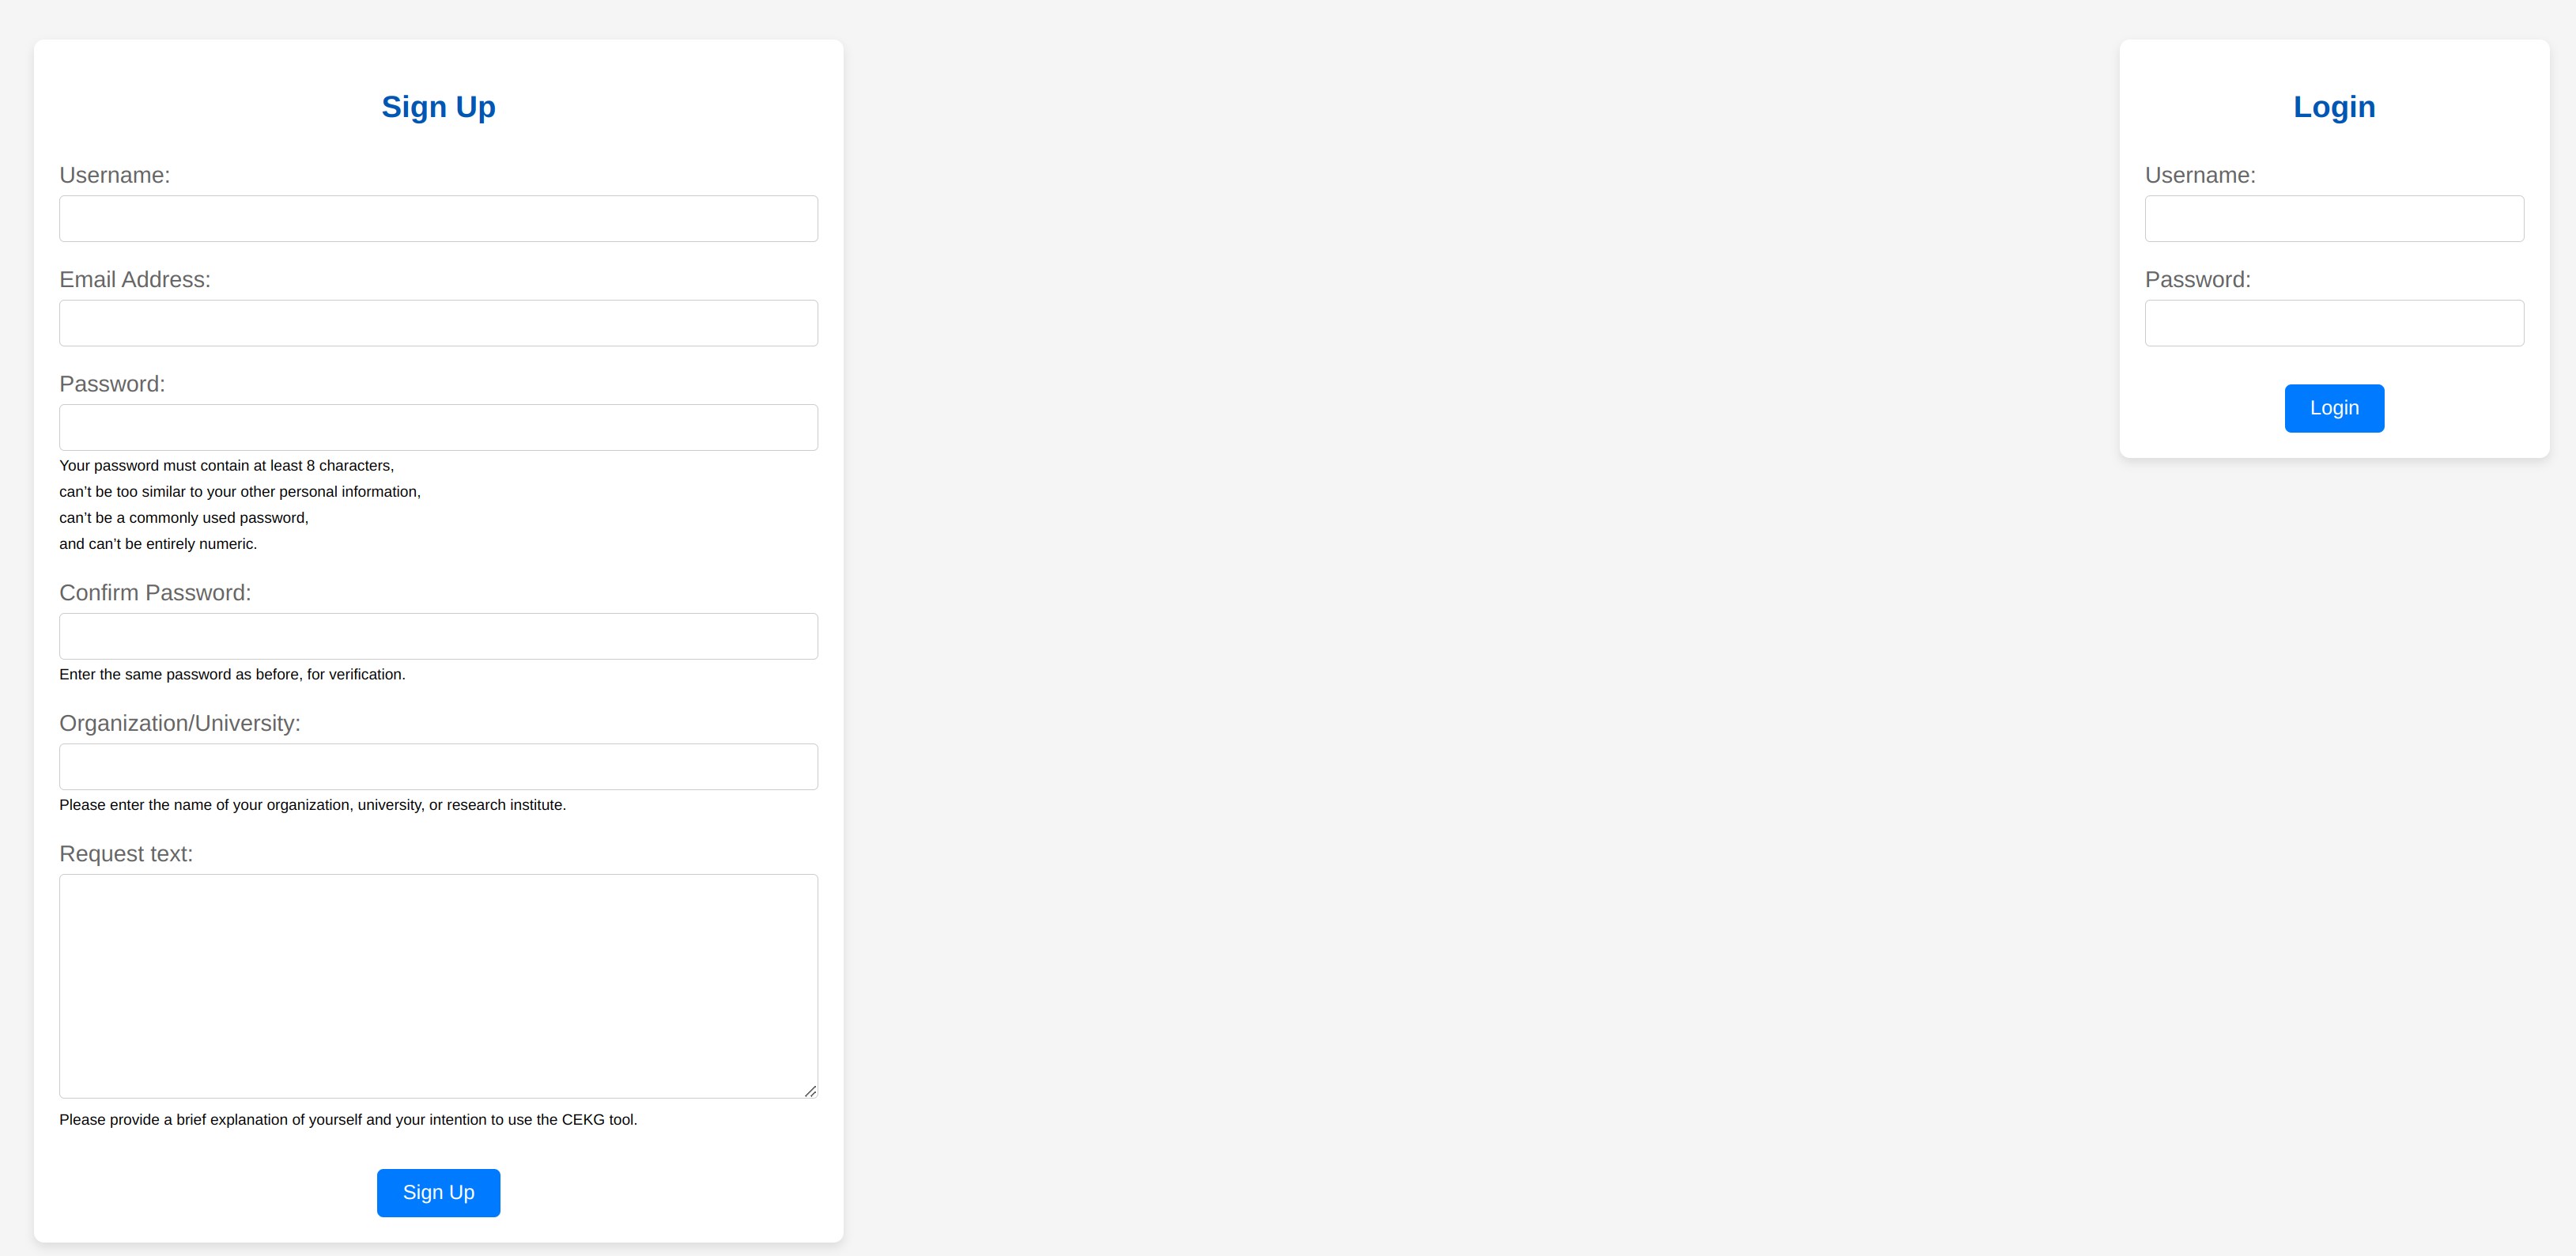 Sign Up
Username:
Email Address:
Password:
Your password must contain at least 8 characters,
can’t be too similar to your other personal information,
can’t be a commonly used password,
and can’t be entirely numeric.
Confirm Password:
Enter the same password as before, for verification.
Organization/University:
Please enter the name of your organization, university, or research institute.
Request text:
Please provide a brief explanation of yourself and your intention to use the CEKG tool.
Sign Up
Login
Username:
Password:
Login